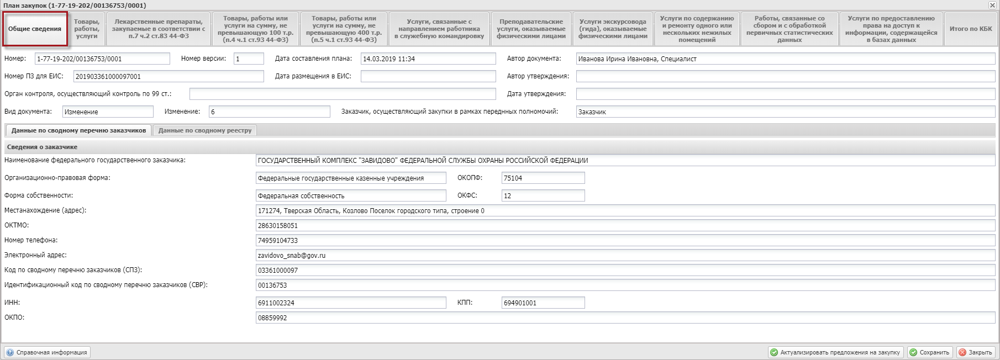 План закупок (1-77-19-202/00136753/0001)
Общие сведения
Товары, работы, услуги
Лекарственные препараты, закупаемые в соответствии с п.7 ч.2 ст.83 44-ФЗ
Товары, работы или услуги на сумму, не превышающую 100 т.р. (п.4 ч.1 ст.93 44-ФЗ)
Товары, работы или услуги на сумму, не превышающую 400 т.р. (п.5 ч.1 ст.93 44-ФЗ)
Услуги, связанные с направлением работника в служебную командировку
Преподавательские услуги, оказываемые физическими лицами
Услуги экскурсовода (гида), оказываемые физическими лицами
Услуги по содержанию и ремонту одного или нескольких нежилых помещений
Работы, связанные со сбором и с обработкой первичных статистических данных
Услуги по предоставлению права на доступ к информации, содержащейся в базах данных
Итого по КБК
Номер: 1-77-19-202/00136753/0001 Номер версии: 1 Дата составления плана: 14.03.2019 11:34 Автор документа: Иванова Ирина Ивановна, Специалист
Номер ПЗ для ЕИС: 201903361000097001 Дата размещения в ЕИС: Автор утверждения:
Орган контроля, осуществляющий контроль по 99 ст.: Дата утверждения:
Вид документа: Изменение Изменение: 6 Заказчик, осуществляющий закупки в рамках переднных полномочий: Заказчик
Данные по сводному перечню заказчиков Данные по сводному реестру
Сведения о заказчике
Наименование федерального государственного заказчика: ГОСУДАРСТВЕННЫЙ КОМПЛЕКС "ЗАВИДОВО" ФЕДЕРАЛЬНОЙ СЛУЖБЫ ОХРАНЫ РОССИЙСКОЙ ФЕДЕРАЦИИ
Организационно-правовая форма: Федеральные государственные казенные учреждения ОКОПФ: 75104
Форма собственности: Федеральная собственность ОКФС: 12
Местанахождение (адрес): 171274, Тверская Область, Козлово Поселок городского типа, строение 0
ОКТМО: 28630158051
Номер телефона: 74959104733
Электронный адрес: zavidovo_snab@gov.ru
Код по сводному перечню заказчиков (СПЗ): 03361000097
Идентификационный код по сводному перечню заказчиков (СВР): 00136753
ИНН: 6911002324 КПП: 694901001
ОКПО: 08859992
Справочная информация Актуализировать предложения на закупку Сохранить Закрыть